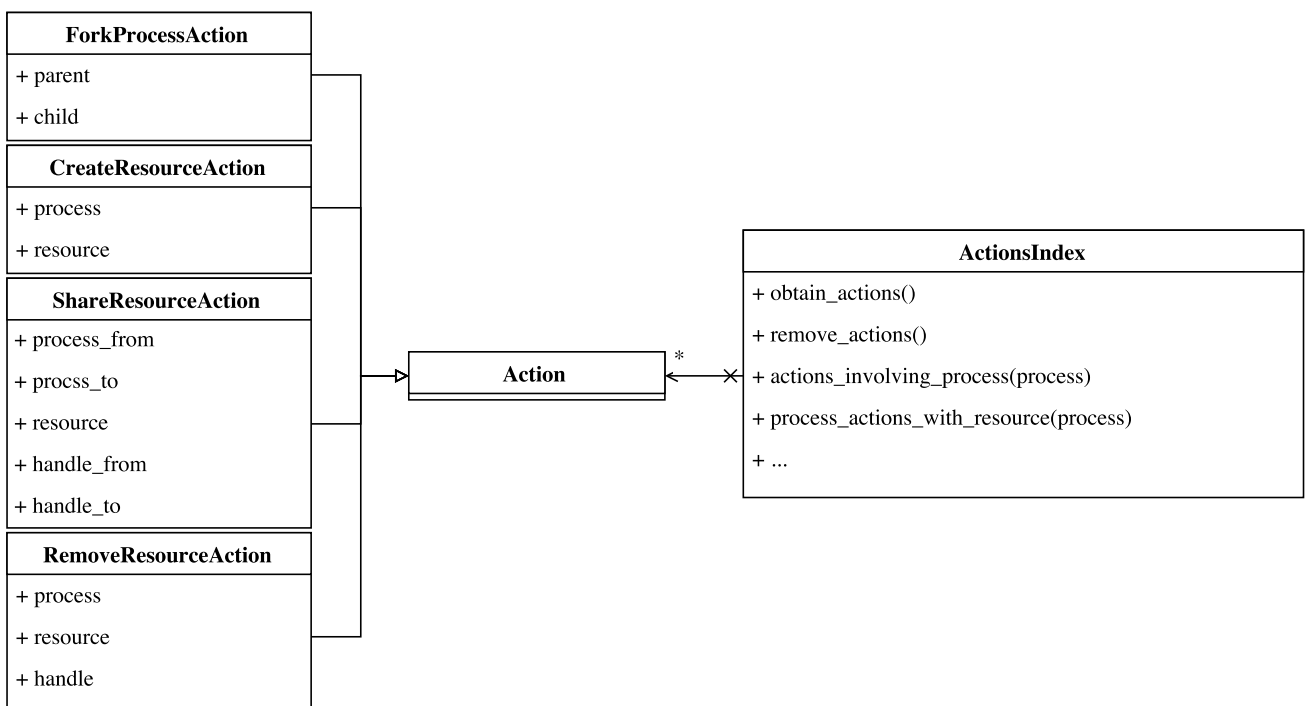 ForkProcessAction
+ parent
+ child
CreateResourceAction
+ process
+ resource
ShareResourceAction
+ process_from
+ procss_to
+ resource
+ handle_from
+ handle_to
RemoveResourceAction
+ process
+ resource
+ handle
Action
*
ActionsIndex
+ obtain_actions()
+ remove_actions()
+ actions_involving_process(process)
+ process_actions_with_resource(process)
+ ...